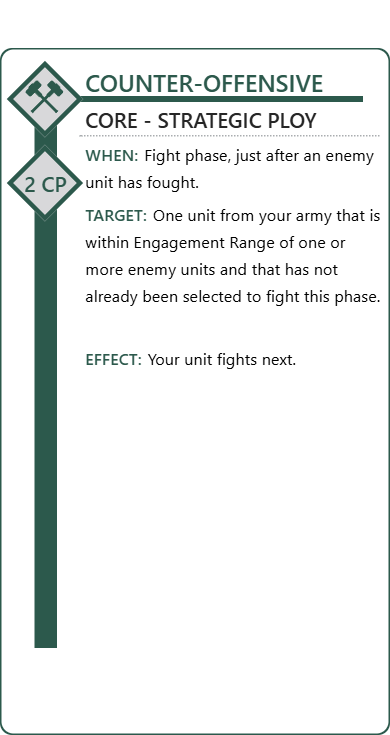 COUNTER-OFFENSIVE
CORE - STRATEGIC PLOY
2 CP
WHEN: Fight phase, just after an enemy
unit has fought.
TARGET: One unit from your army that is
within Engagement Range of one or
more enemy units and that has not
already been selected to fight this phase.
EFFECT: Your unit fights next.